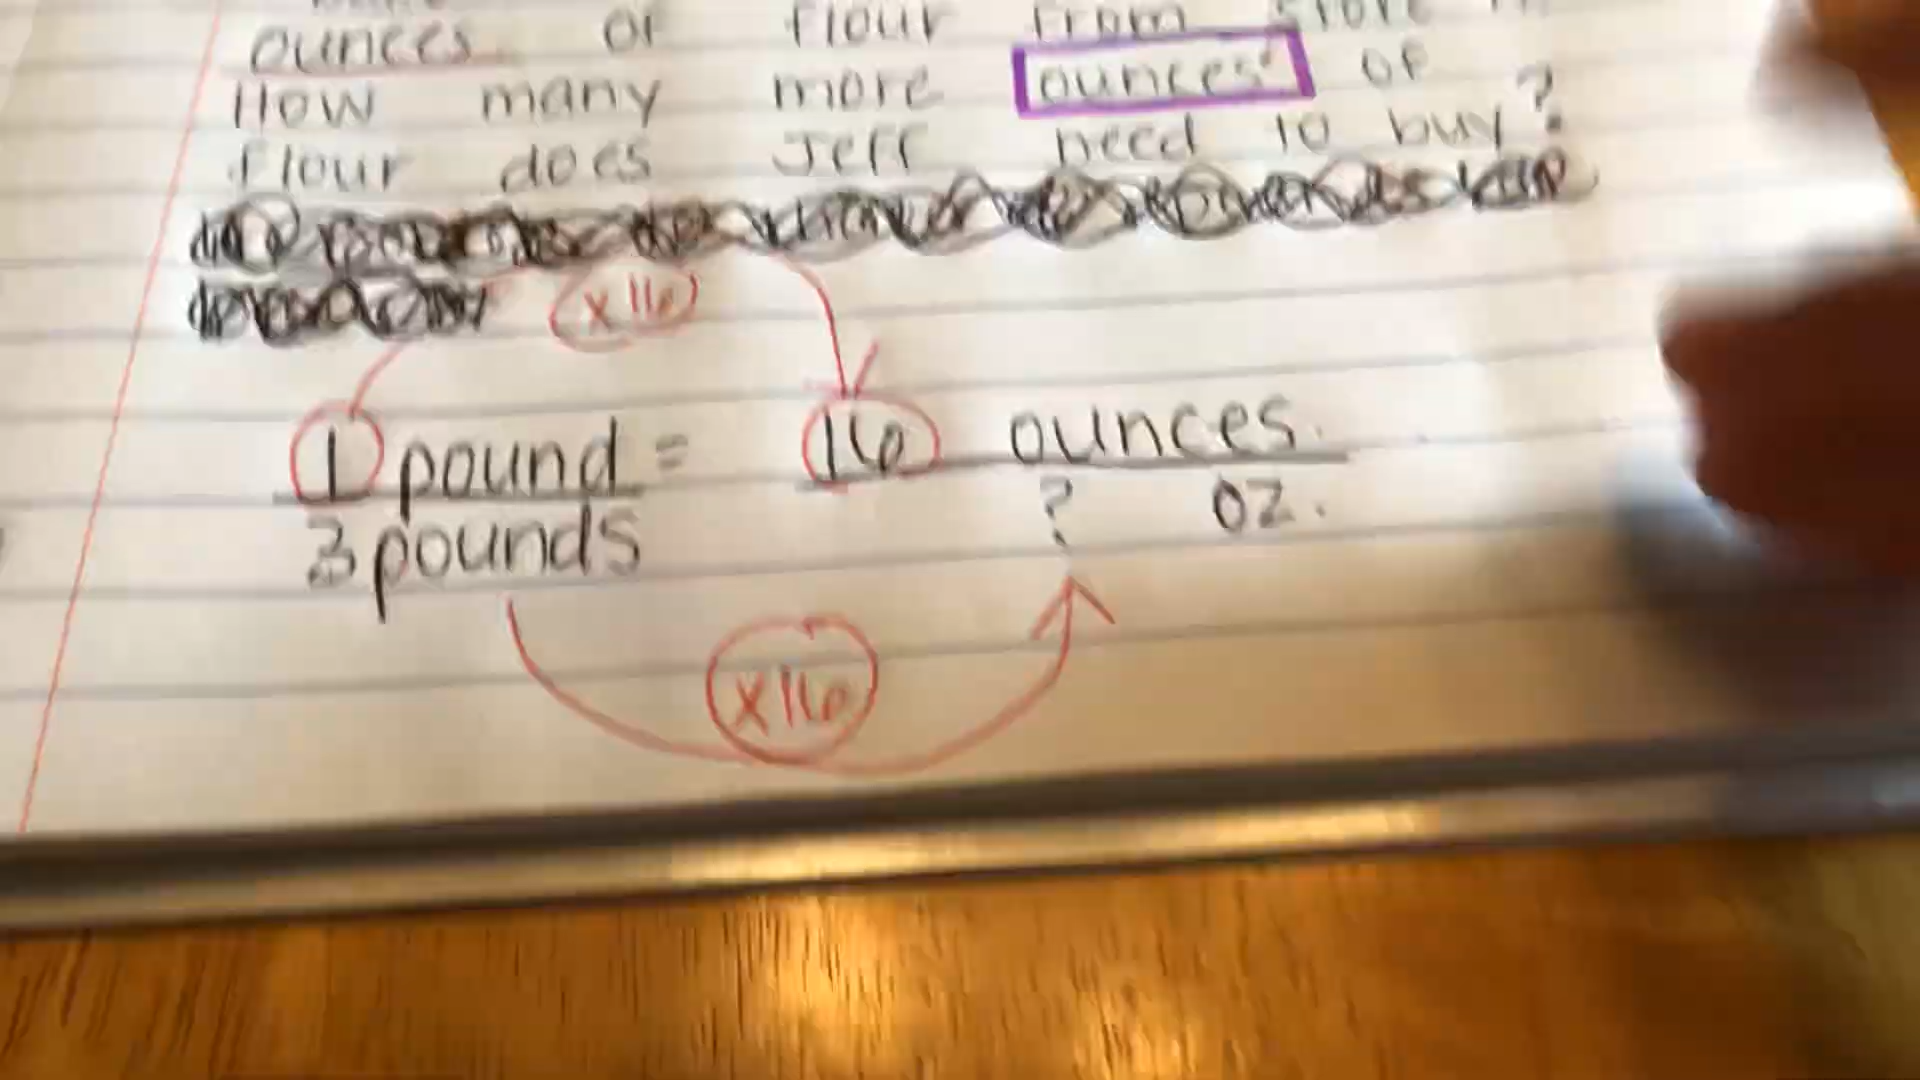 ounces of flour from store
How many more ounces of
flour does Jeff need to buy?
x16
1 pound = 16 ounces.
3 pounds ? oz.
x16